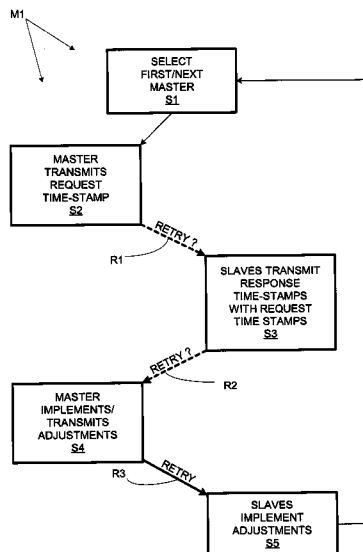 M1
SELECT
FIRST/NEXT
MASTER
S1
MASTER
TRANSMITS
REQUEST
TIME-STAMP
S2
RETRY ?
R1
SLAVES TRANSMIT
RESPONSE
TIME-STAMPS
WITH REQUEST
TIME STAMPS
S3
RETRY ?
R2
MASTER
IMPLEMENTS/
TRANSMITS
ADJUSTMENTS
S4
RETRY
R3
SLAVES
IMPLEMENT
ADJUSTMENTS
S5